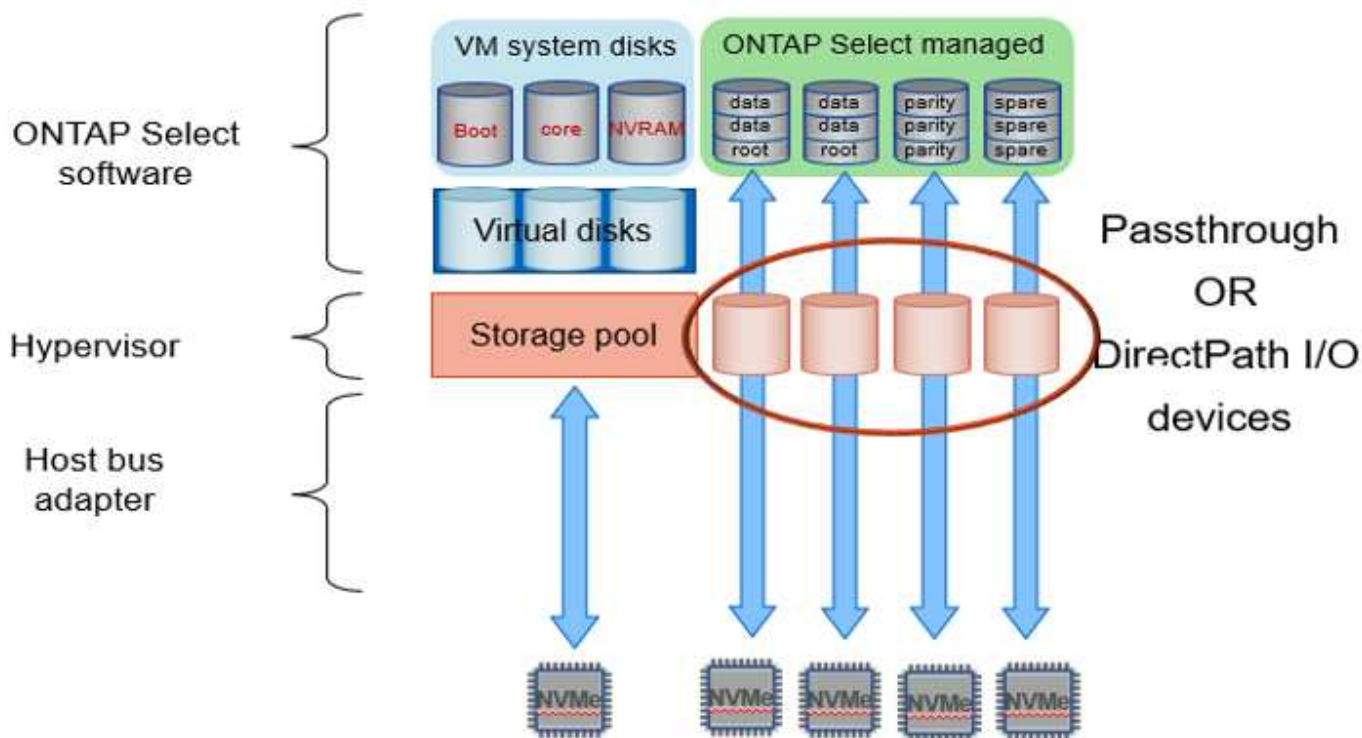 VM system disks
ONTAP Select managed
Boot
core
NVRAM
data
data
root
data
data
root
parity
parity
parity
spare
spare
spare
ONTAP Select
software
Virtual disks
Passthrough
OR
DirectPath I/O
devices
Hypervisor
Storage pool
Host bus
adapter
NVMe
NVMe
NVMe
NVMe
NVMe